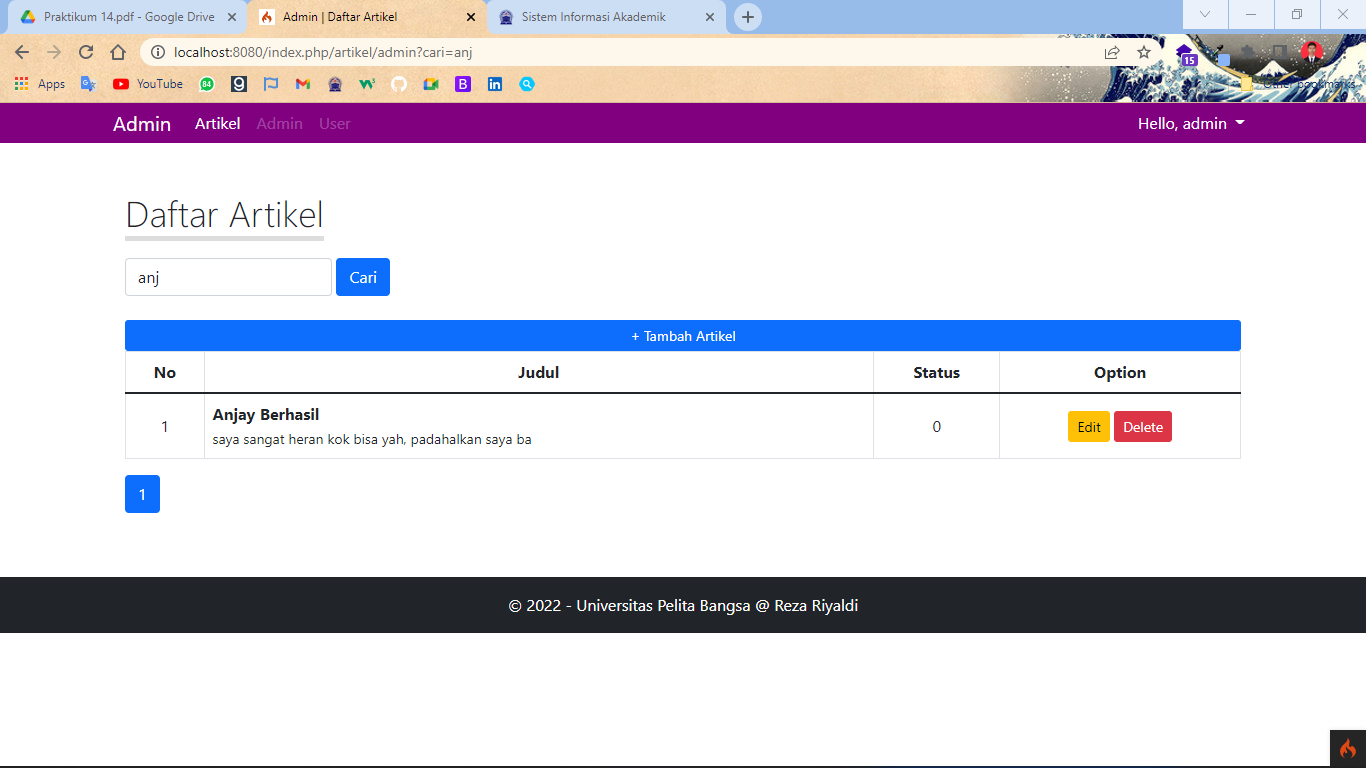 Praktikum 14.pdf - Google Drive
Admin | Daftar Artikel
Sistem Informasi Akademik
localhost:8080/index.php/artikel/admin?cari=anj
15
Apps
YouTube
84
Other bookmarks
Admin Artikel Admin User Hello, admin
Daftar Artikel
anj Cari
+ Tambah Artikel
No Judul Status Option
Anjay Berhasil
1 0 Edit Delete
saya sangat heran kok bisa yah, padahalkan saya ba
1
© 2022 - Universitas Pelita Bangsa @ Reza Riyaldi